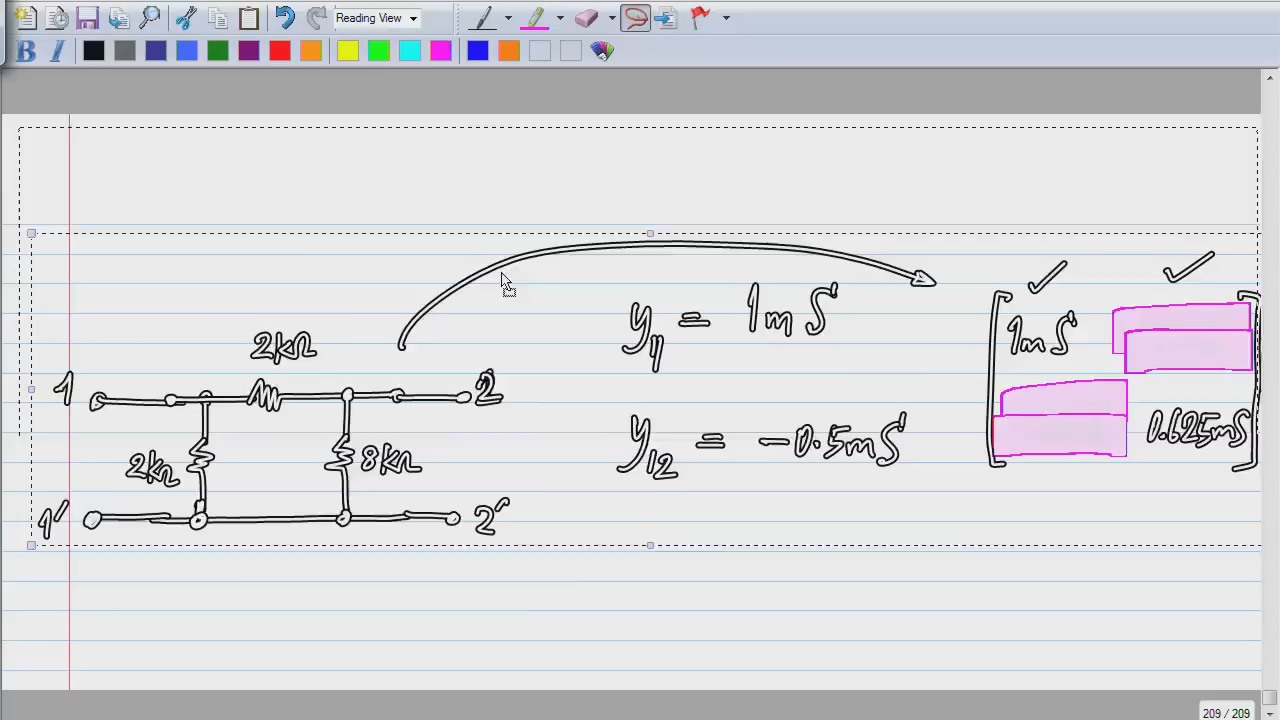 Reading View
B I
2kΩ
1
2
2kΩ
8kΩ
1'
2'
y11 = 1mS
y12 = -0.5mS
✓ ✓
1mS
0.625mS
209 / 209